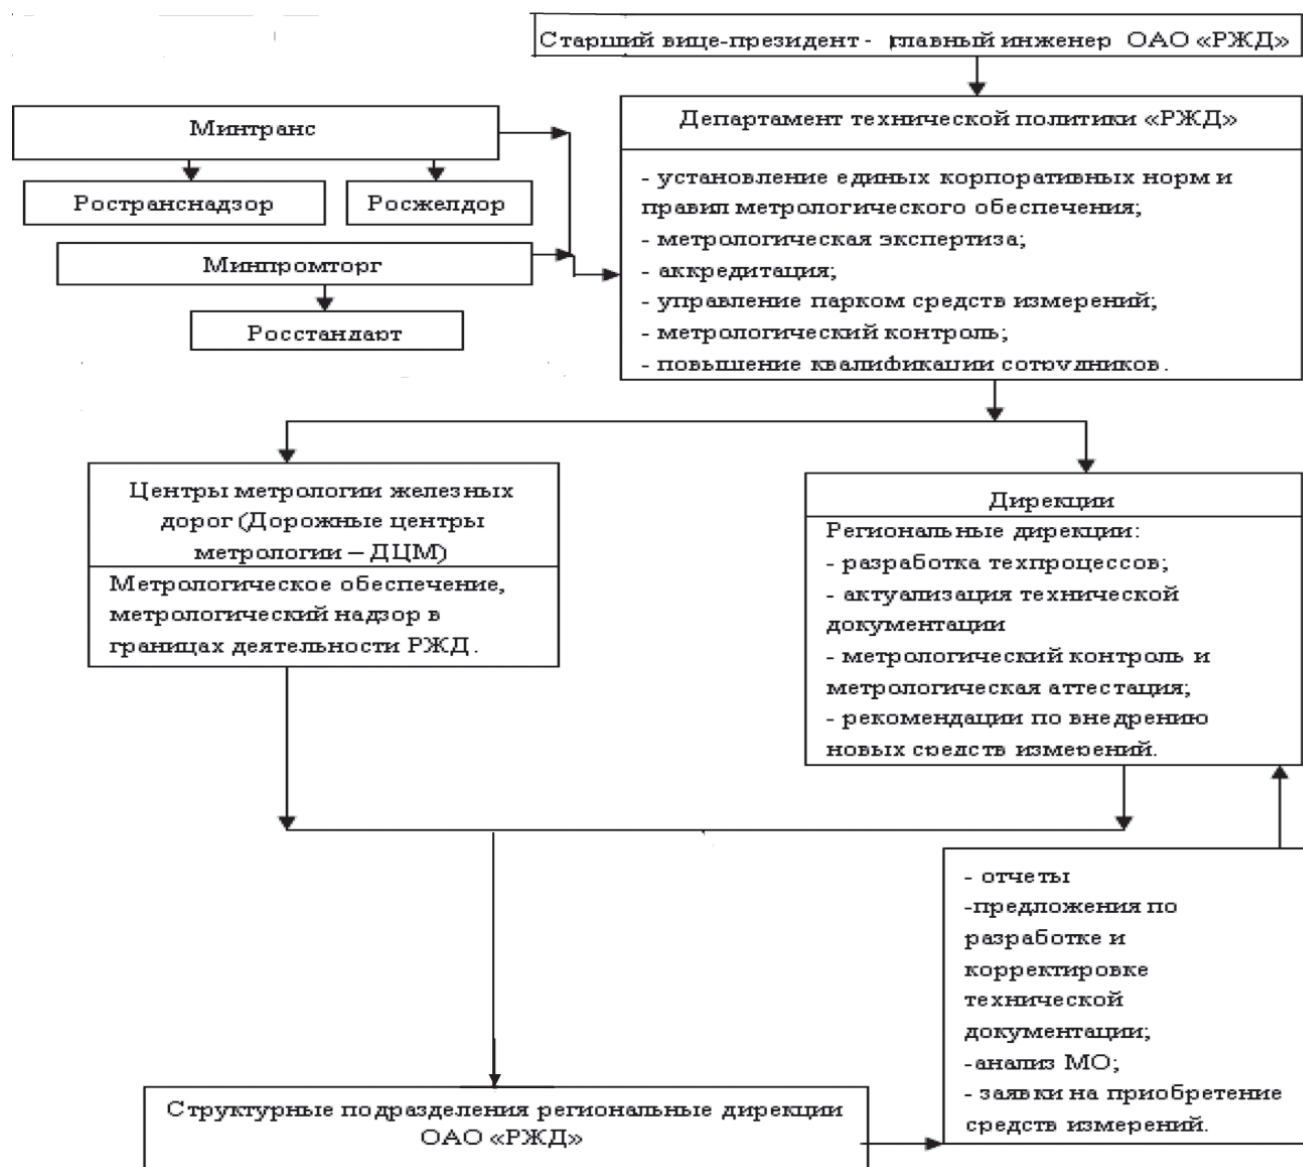 Старший вице-президент - главный инженер ОАО «РЖД»
Минтранс
Ространснадзор
Росжелдор
Минпромторг
Росстандарт
Департамент технической политики «РЖД»
- установление единых корпоративных норм и
правил метрологического обеспечения;
- метрологическая экспертиза;
- аккредитация;
- управление парком средств измерений;
- метрологический контроль;
- повышение квалификации сотрудников.
Центры метрологии железных
дорог (Дорожные центры
метрологии – ДЦМ)
Метрологическое обеспечение,
метрологический надзор в
границах деятельности РЖД.
Дирекции
Региональные дирекции:
- разработка техпроцессов;
- актуализация технической
документации
- метрологический контроль и
метрологическая аттестация;
- рекомендации по внедрению
новых средств измерений.
- отчеты
-предложения по
разработке и
корректировке
технической
документации;
-анализ МО;
- заявки на приобретение
средств измерений.
Структурные подразделения региональные дирекции
ОАО «РЖД»